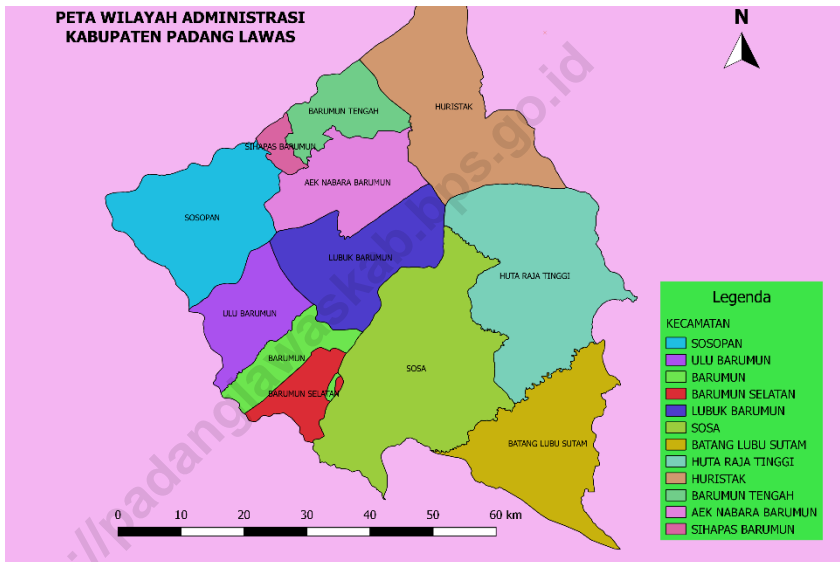 PETA WILAYAH ADMINISTRASI
KABUPATEN PADANG LAWAS
N
HURISTAK
BARUMUN TENGAH
SIHAPAS BARUMUN
AEK NABARA BARUMUN
SOSOPAN
LUBUK BARUMUN
HUTA RAJA TINGGI
ULU BARUMUN
BARUMUN
SOSA
BARUMUN SELATAN
BATANG LUBU SUTAM
Legenda
KECAMATAN
SOSOPAN
ULU BARUMUN
BARUMUN
BARUMUN SELATAN
LUBUK BARUMUN
SOSA
BATANG LUBU SUTAM
HUTA RAJA TINGGI
HURISTAK
BARUMUN TENGAH
AEK NABARA BARUMUN
SIHAPAS BARUMUN
0 10 20 30 40 50 60 km
://padanglawaskab.bps.go.id